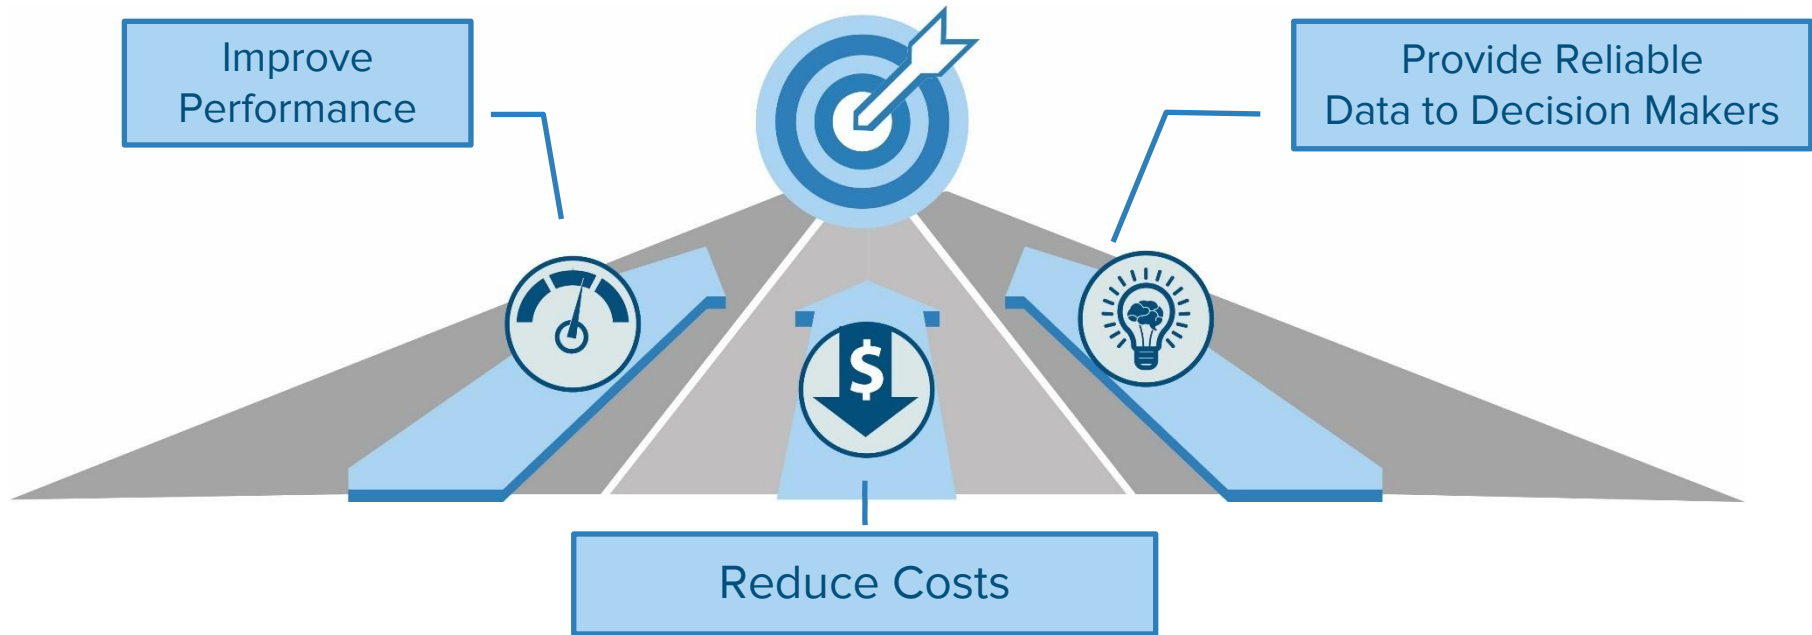 Improve
Performance
Provide Reliable
Data to Decision Makers
$
Reduce Costs